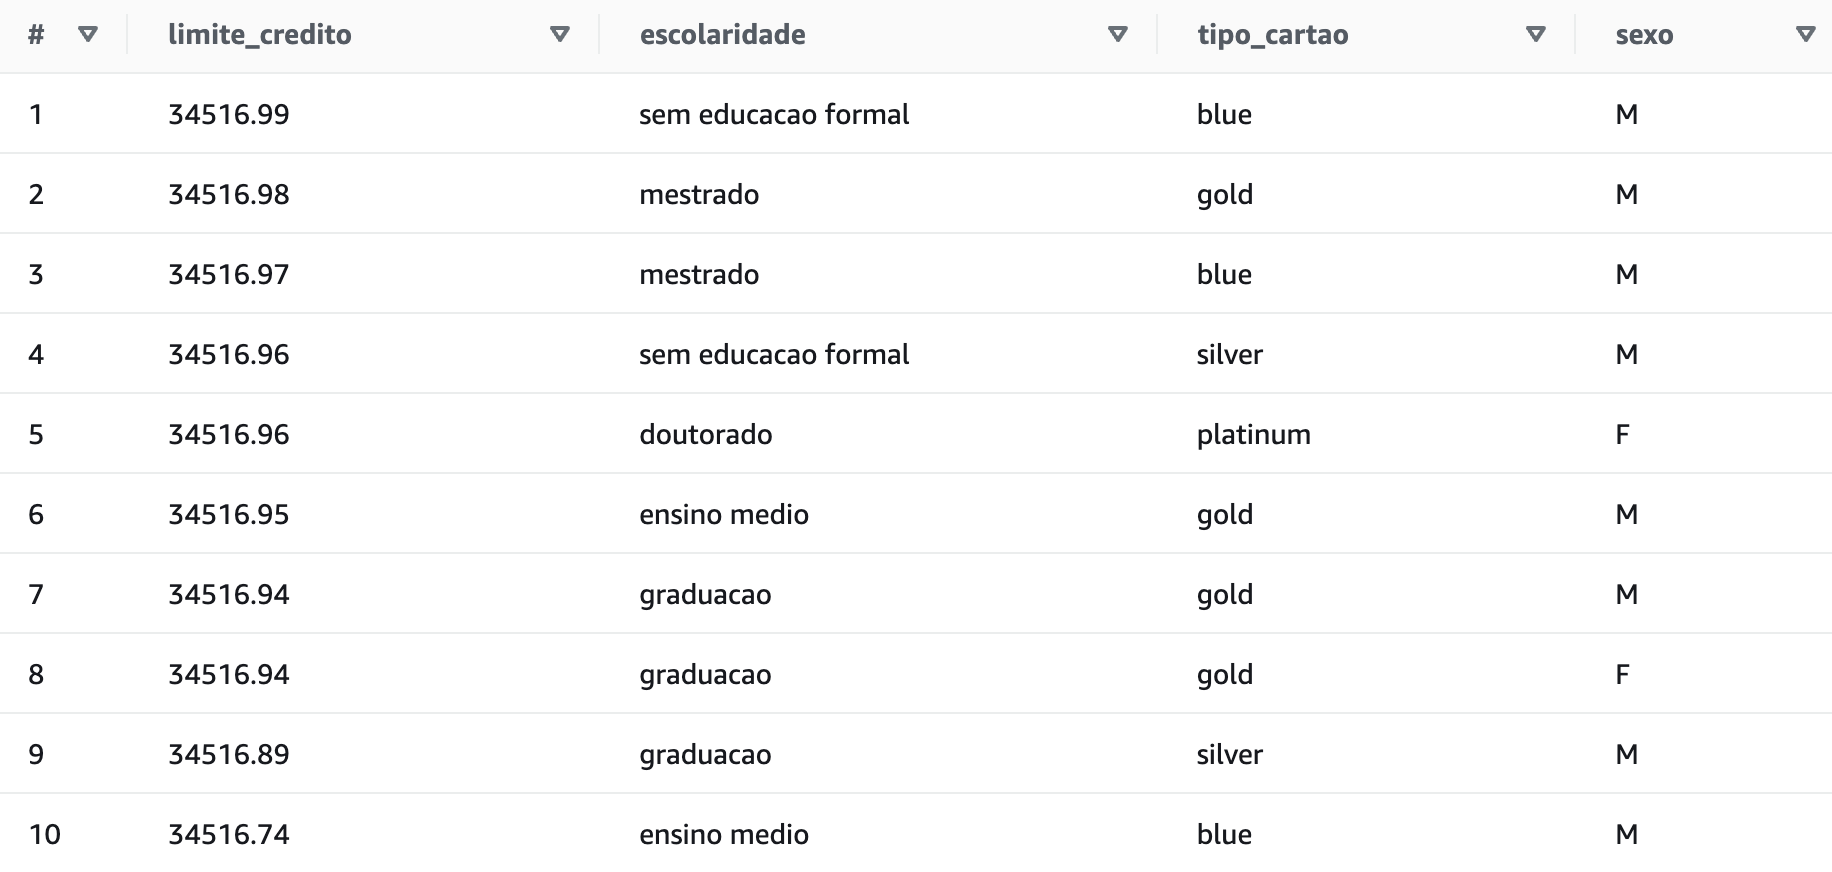 # limite_credito escolaridade tipo_cartao sexo
1 34516.99 sem educacao formal blue M
2 34516.98 mestrado gold M
3 34516.97 mestrado blue M
4 34516.96 sem educacao formal silver M
5 34516.96 doutorado platinum F
6 34516.95 ensino medio gold M
7 34516.94 graduacao gold M
8 34516.94 graduacao gold F
9 34516.89 graduacao silver M
10 34516.74 ensino medio blue M